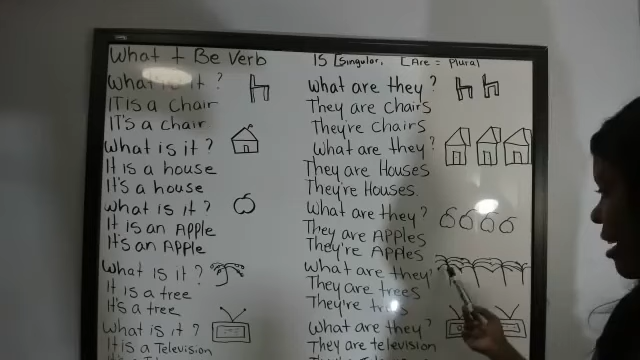 What + Be Verb
IS [Singular, [Are = Plural
What is it?
IT IS a Chair
IT'S a Chair
What is it?
It is a house
It's a house
What is it?
It is an Apple
It's an Apple
What is it?
It is a tree
It's a tree
What is it?
It is a Television
What are they?
They are chairs
They're chairs
What are they?
They are Houses
They're Houses.
What are they?
They are Apples
They're Apples
What are they?
They are trees
They're trees
What are they?
They are television